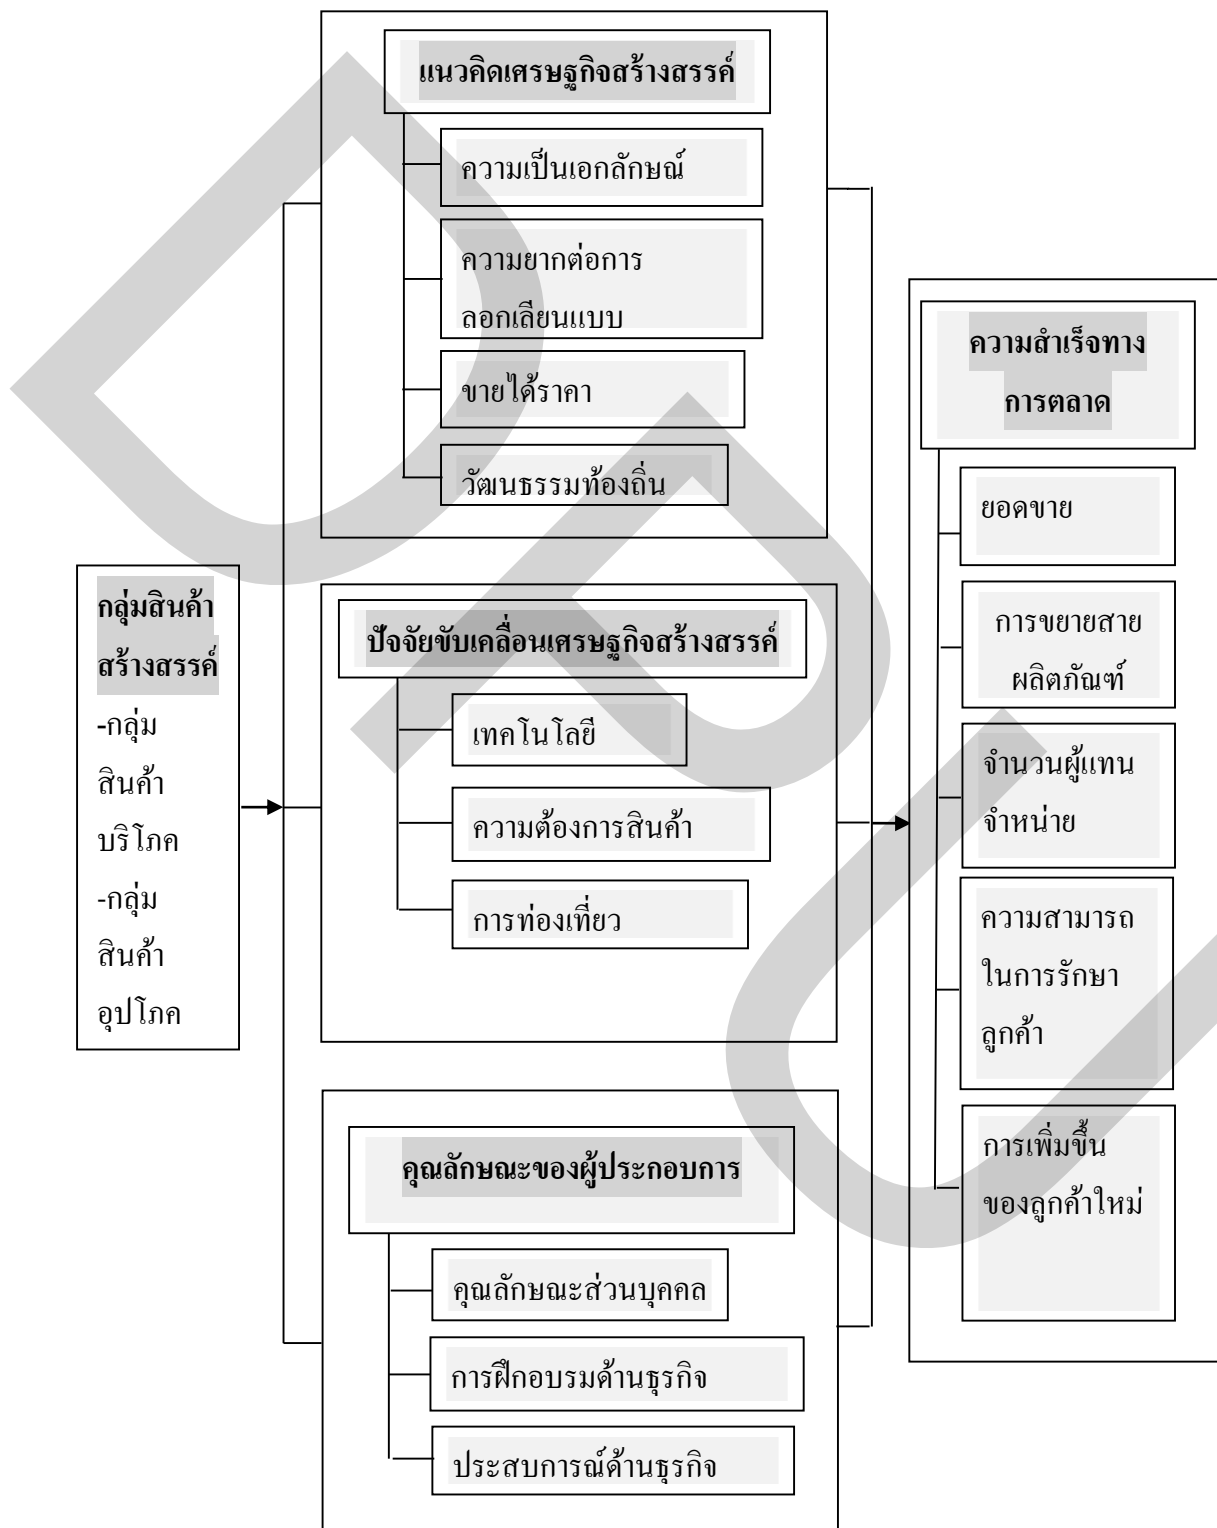 แนวคิดเศรษฐกิจสร้างสรรค์
ความเป็นเอกลักษณ์
ความยากต่อการ
ลอกเลียนแบบ
ขายได้ราคา
วัฒนธรรมท้องถิ่น
กลุ่มสินค้า
สร้างสรรค์
-กลุ่ม
สินค้า
บริโภค
-กลุ่ม
สินค้า
อุปโภค
ปัจจัยขับเคลื่อนเศรษฐกิจสร้างสรรค์
เทคโนโลยี
ความต้องการสินค้า
การท่องเที่ยว
คุณลักษณะของผู้ประกอบการ
คุณลักษณะส่วนบุคคล
การฝึกอบรมด้านธุรกิจ
ประสบการณ์ด้านธุรกิจ
ความสำเร็จทาง
การตลาด
ยอดขาย
การขยายสาย
ผลิตภัณฑ์
จำนวนผู้แทน
จำหน่าย
ความสามารถ
ในการรักษา
ลูกค้า
การเพิ่มขึ้น
ของลูกค้าใหม่